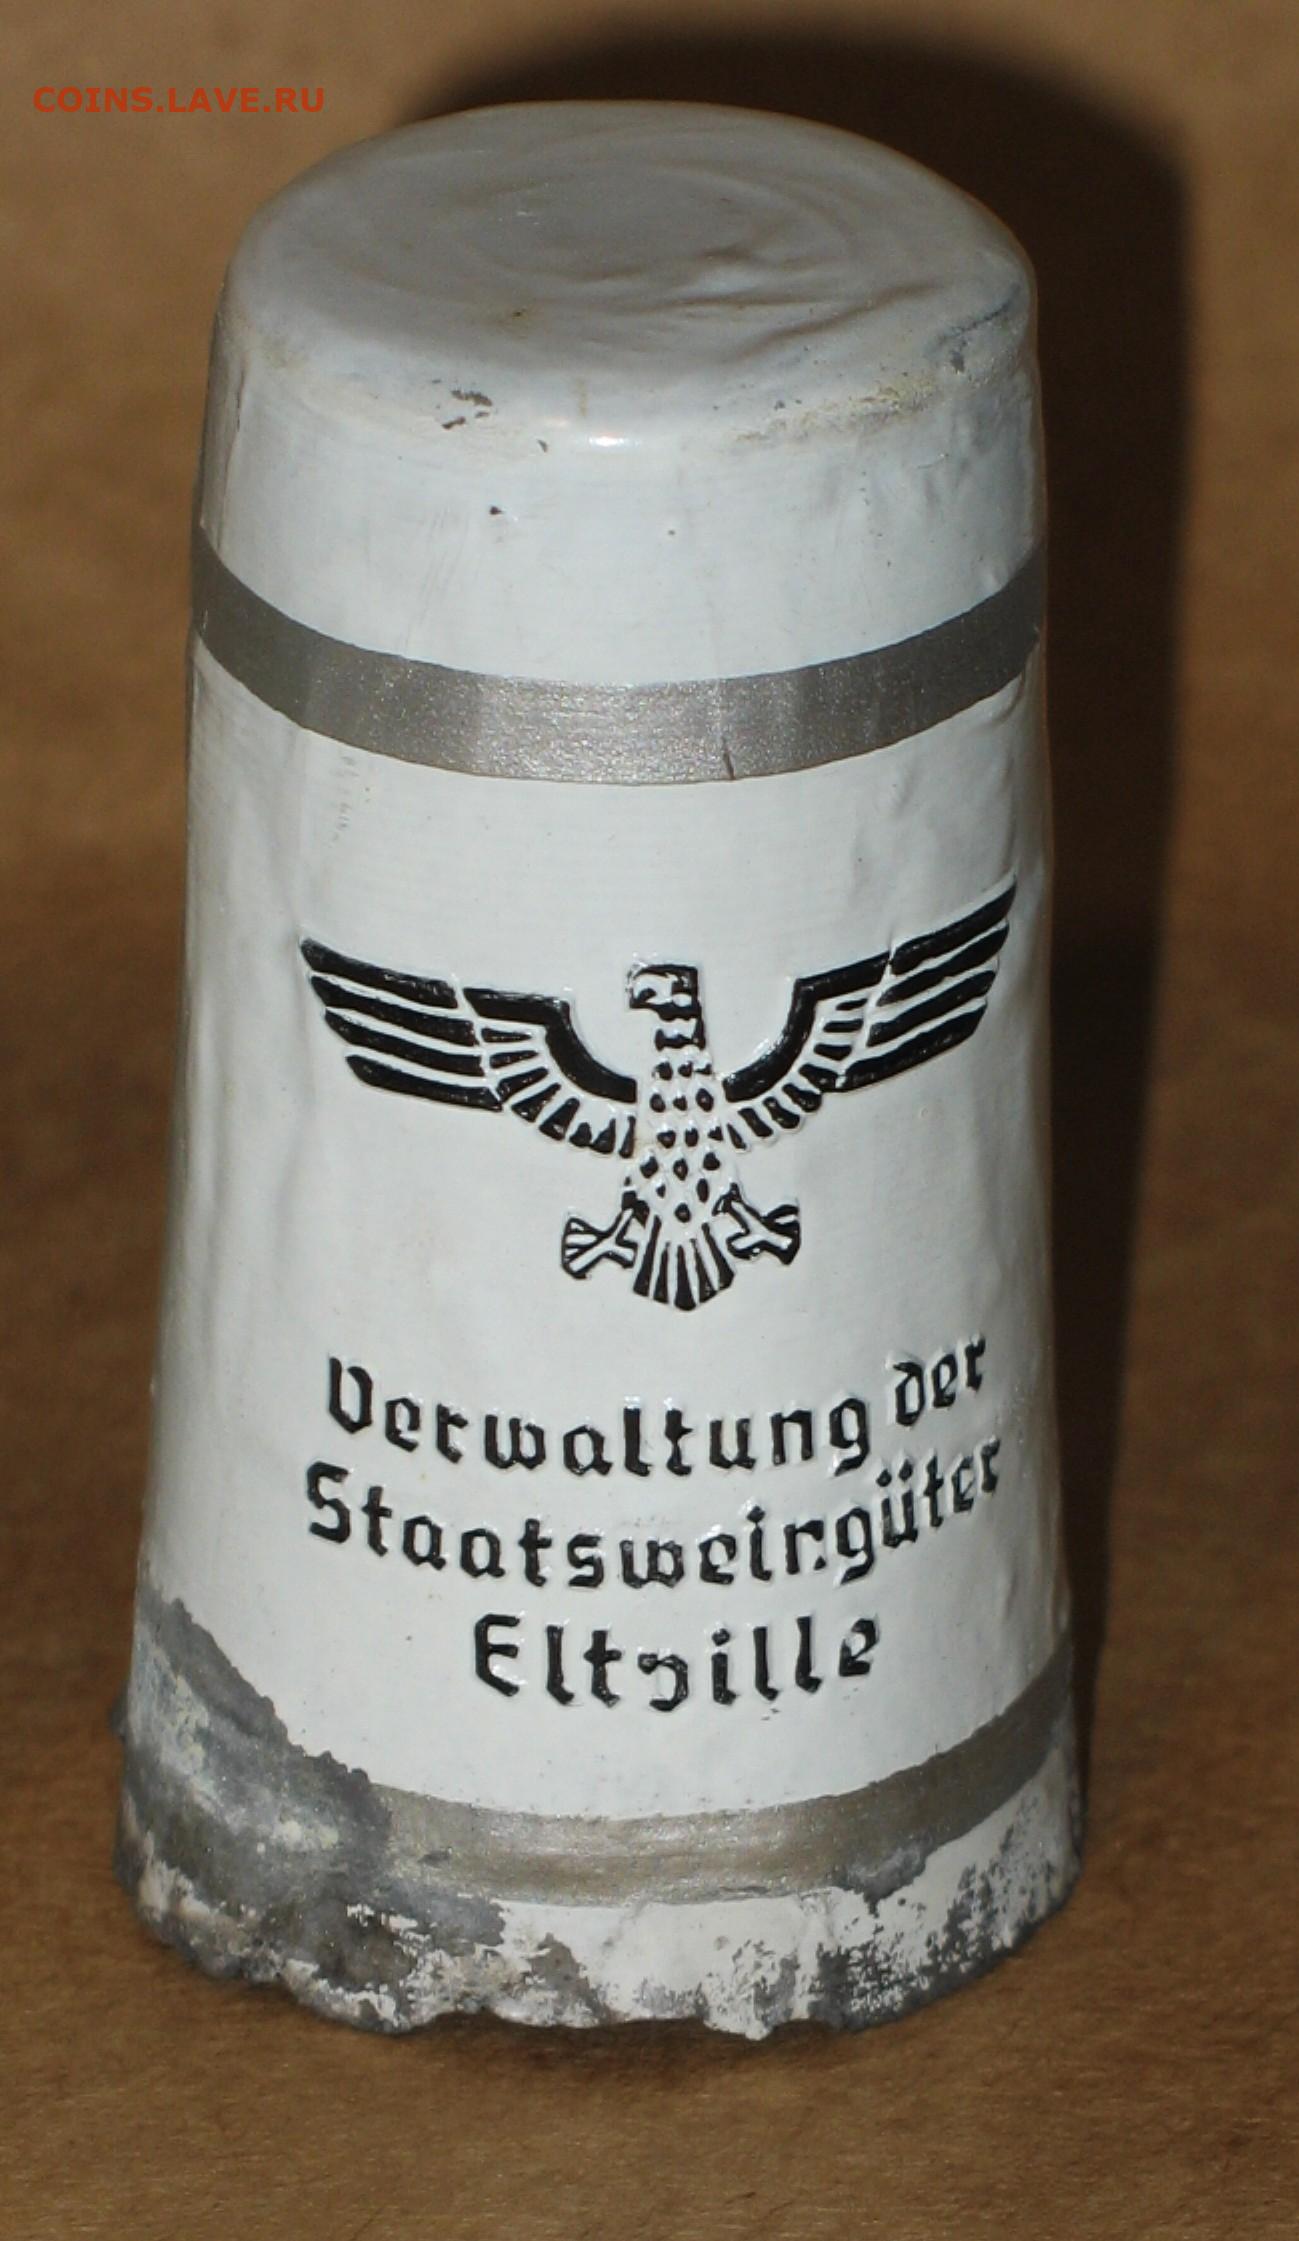 COINS.LAVE.RU
Verwaltung der
Staatsweingüter
Eltville